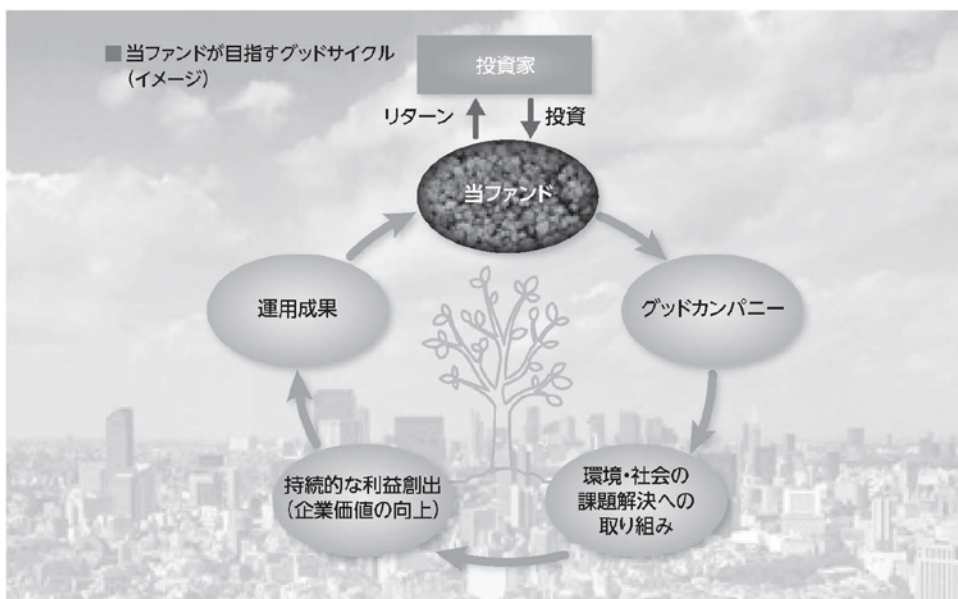 ■ 当ファンドが目指すグッドサイクル
(イメージ)
投資家
リターン
投資
当ファンド
運用成果
グッドカンパニー
持続的な利益創出
(企業価値の向上)
環境・社会の
課題解決への
取り組み